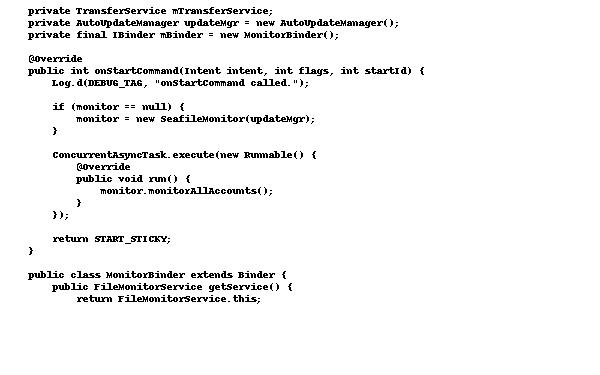 private TransferService mTransferService;
private AutoUpdateManager updateMgr = new AutoUpdateManager();
private final IBinder mBinder = new MonitorBinder();

@Override
public int onStartCommand(Intent intent, int flags, int startId) {
    Log.d(DEBUG_TAG, "onStartCommand called.");

    if (monitor == null) {
        monitor = new SeafileMonitor(updateMgr);
    }

    ConcurrentAsyncTask.execute(new Runnable() {
        @Override
        public void run() {
            monitor.monitorAllAccounts();
        }
    });

    return START_STICKY;
}

public class MonitorBinder extends Binder {
    public FileMonitorService getService() {
        return FileMonitorService.this;